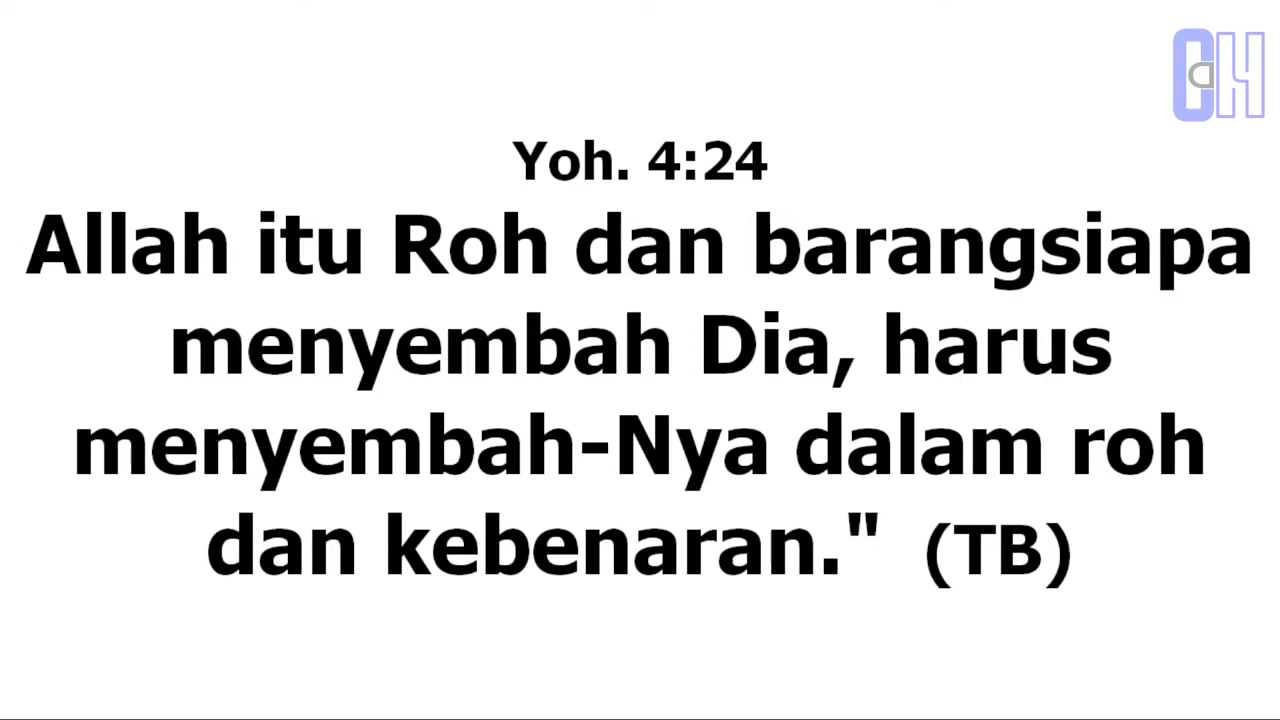 Yoh. 4:24
Allah itu Roh dan barangsiapa
menyembah Dia, harus
menyembah-Nya dalam roh
dan kebenaran." (TB)